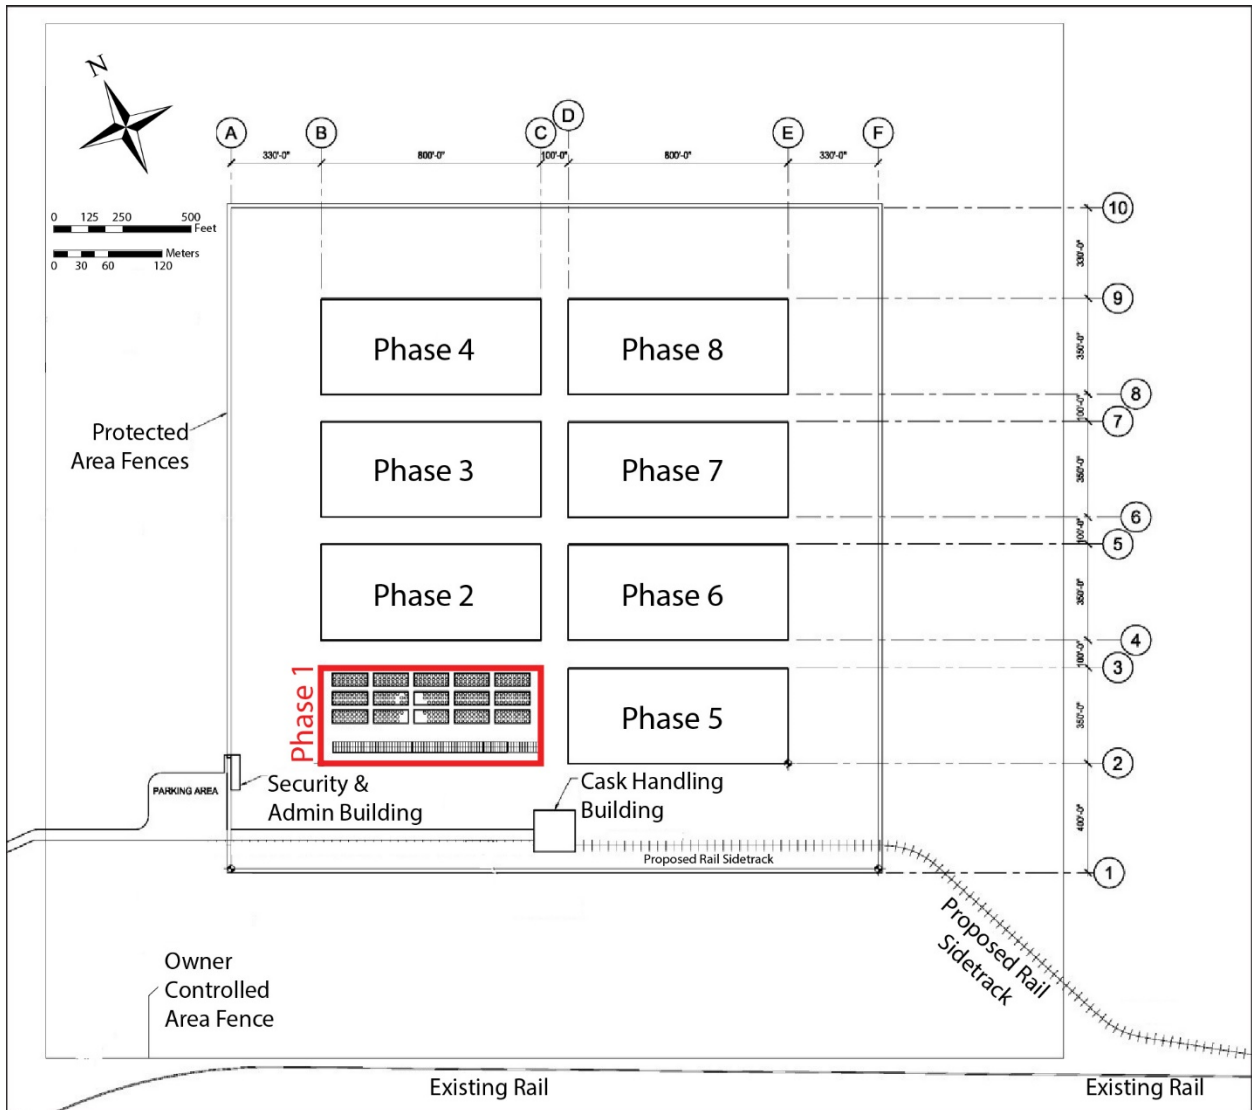 N
A
B
C
D
E
F
330'-0"
800'-0"
100'-0"
800'-0"
330'-0"
0 125 250 500
Feet
Meters
0 30 60 120
10
330'-0"
9
Phase 4
Phase 8
350'-0"
8
100'-0"
7
Protected
Area Fences
Phase 3
Phase 7
350'-0"
6
100'-0"
5
Phase 2
Phase 6
350'-0"
4
100'-0"
3
Phase 1
Phase 5
350'-0"
2
PARKING AREA
Security &
Admin Building
Cask Handling
Building
400'-0"
Proposed Rail Sidetrack
1
Proposed Rail
Sidetrack
Owner
Controlled
Area Fence
Existing Rail
Existing Rail